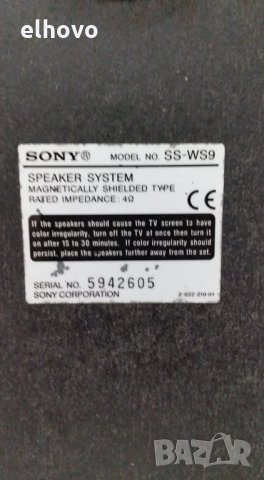 elhovo
SONY® MODEL NO. SS-WS9
SPEAKER SYSTEM
MAGNETICALLY SHIELDED TYPE
RATED IMPEDANCE: 4Ω
CE
If the speakers should cause the TV screen to have
color irregularity, turn off the TV at once then turn it
on after 15 to 30 minutes. If color irregularity should
persist, place the speakers further away from the set.
SERIAL NO. 5942605
SONY CORPORATION 2-022-210-01
BAZAR